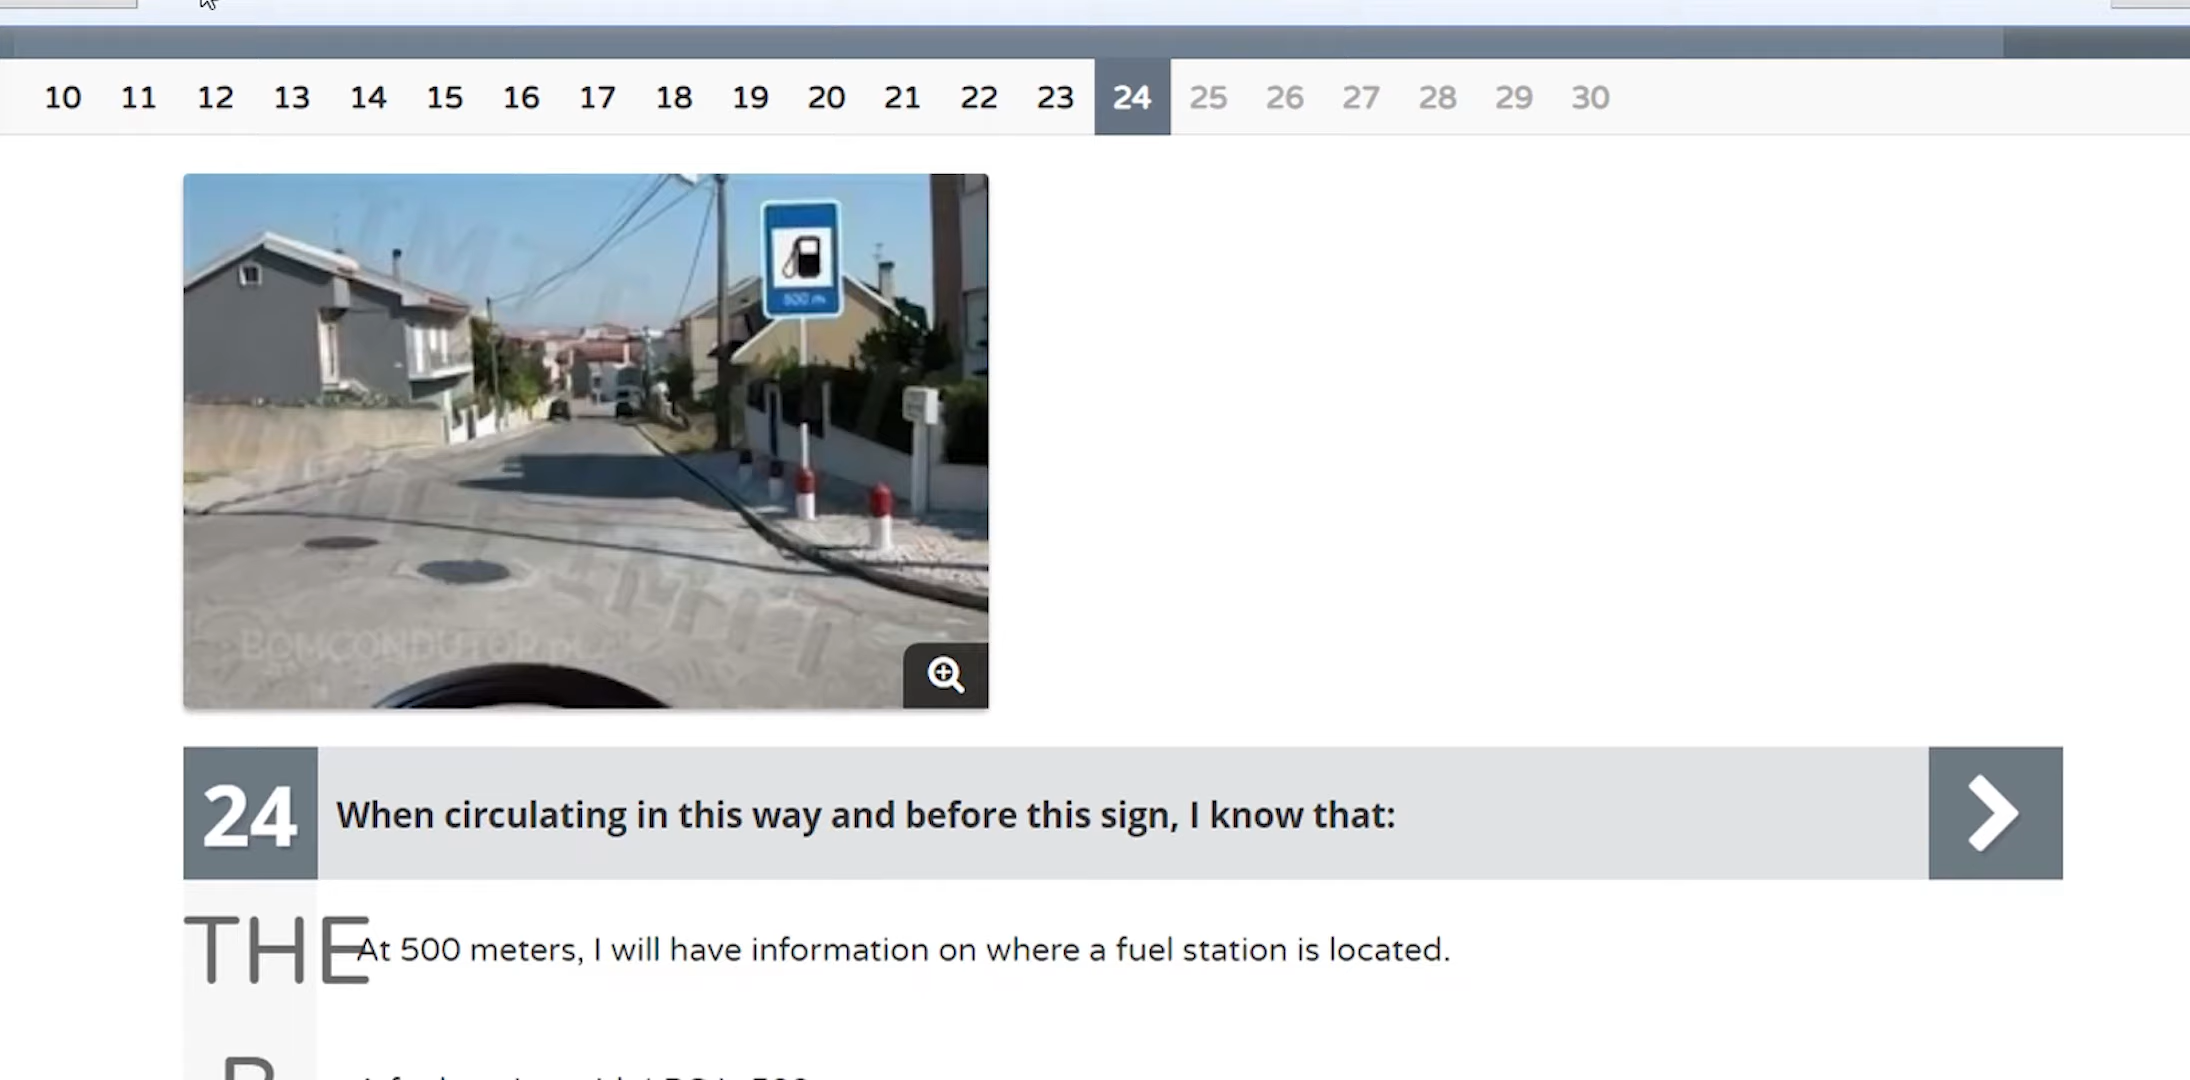 10 11 12 13 14 15 16 17 18 19 20 21 22 23 24 25 26 27 28 29 30
500 m
BOMCONDUTOR.pt
24 When circulating in this way and before this sign, I know that:
THE At 500 meters, I will have information on where a fuel station is located.
B